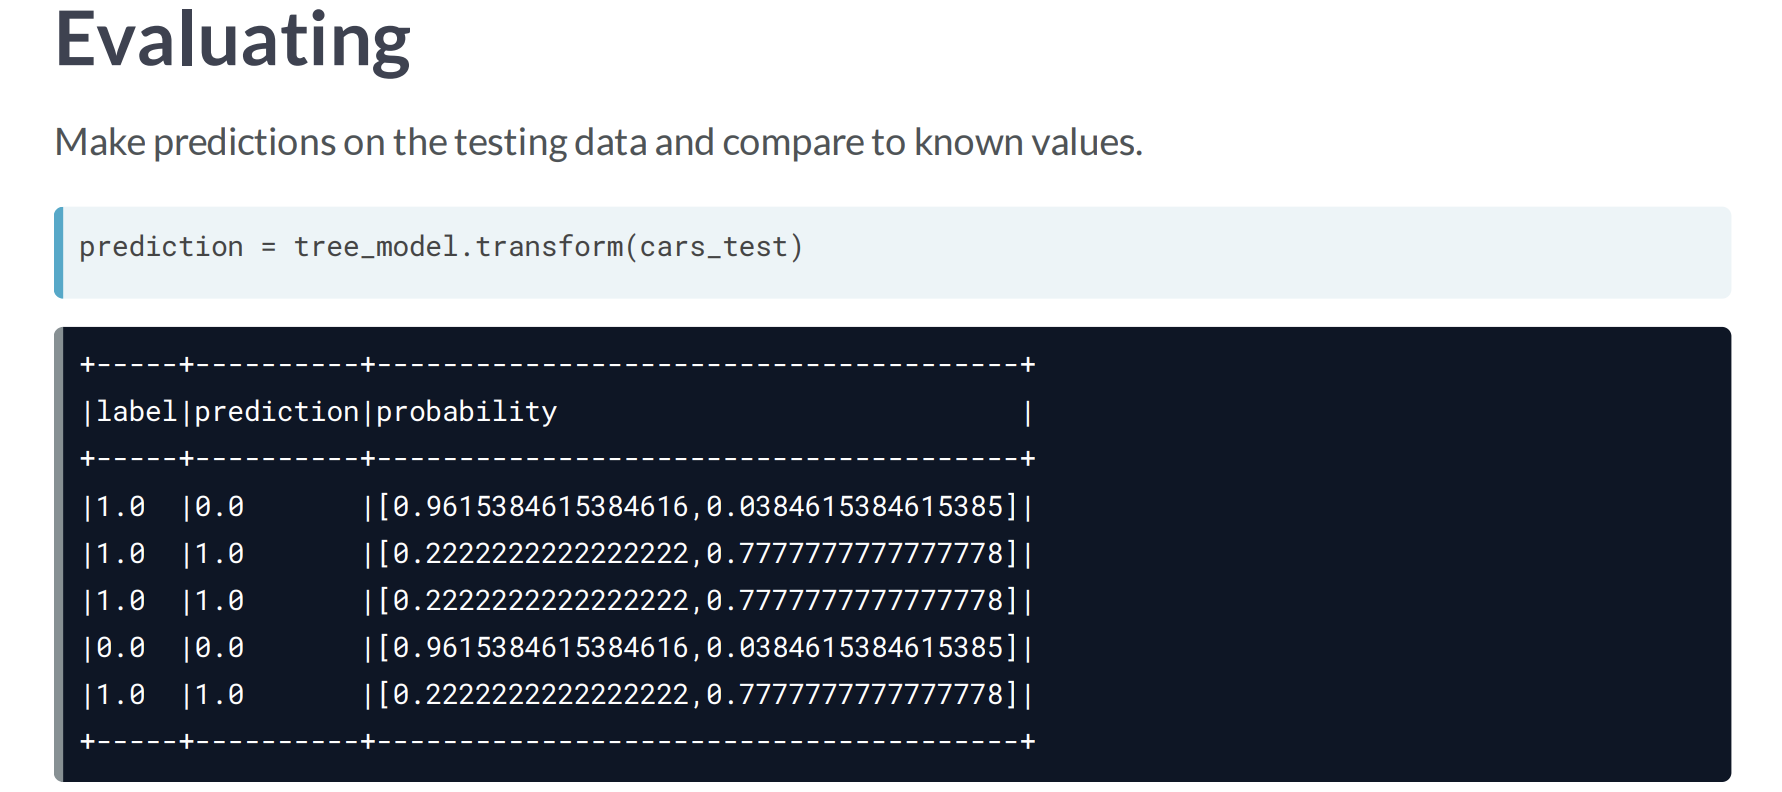 Evaluating
Make predictions on the testing data and compare to known values.
prediction = tree_model.transform(cars_test)
+-----+----------+---------------------------------------+
|label|prediction|probability                            |
+-----+----------+---------------------------------------+
|1.0  |0.0       |[0.9615384615384616,0.0384615384615385]|
|1.0  |1.0       |[0.2222222222222222,0.7777777777777778]|
|1.0  |1.0       |[0.2222222222222222,0.7777777777777778]|
|0.0  |0.0       |[0.9615384615384616,0.0384615384615385]|
|1.0  |1.0       |[0.2222222222222222,0.7777777777777778]|
+-----+----------+---------------------------------------+